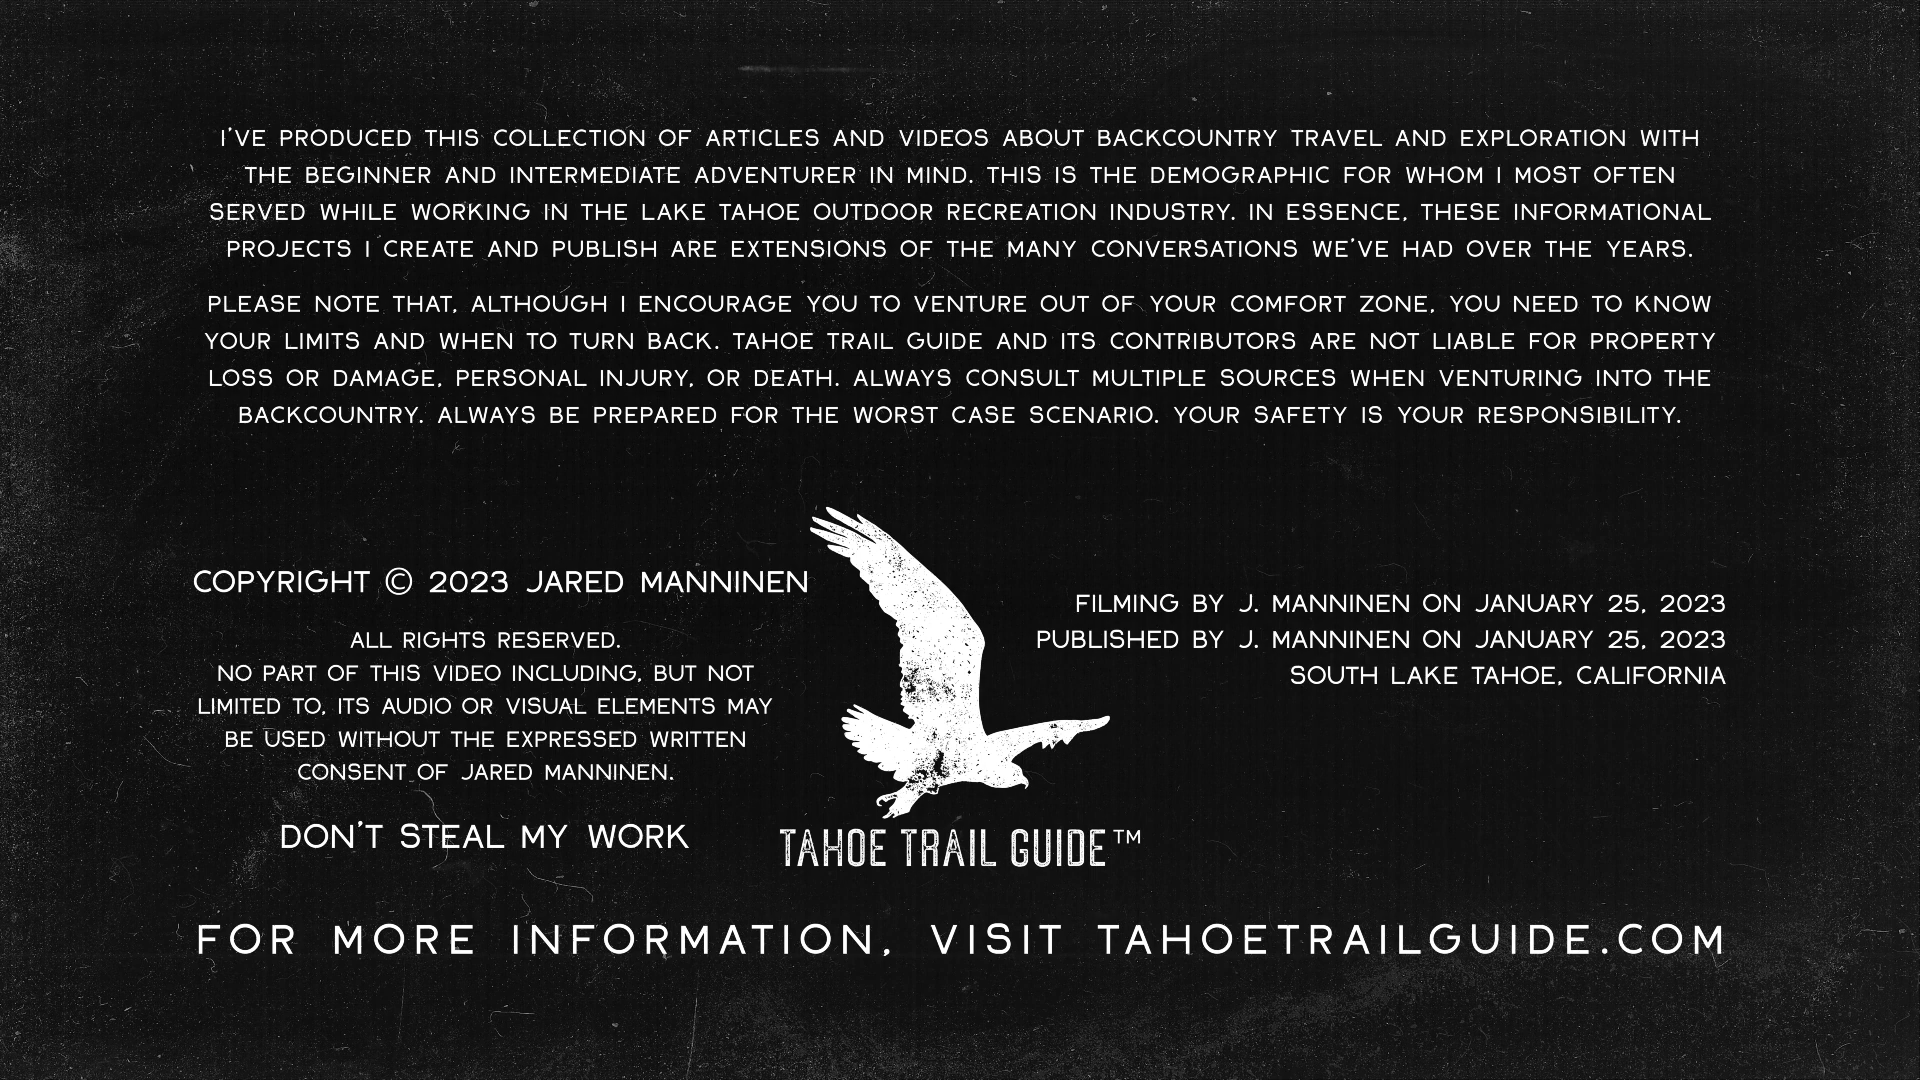 I'VE PRODUCED THIS COLLECTION OF ARTICLES AND VIDEOS ABOUT BACKCOUNTRY TRAVEL AND EXPLORATION WITH
THE BEGINNER AND INTERMEDIATE ADVENTURER IN MIND. THIS IS THE DEMOGRAPHIC FOR WHOM I MOST OFTEN
SERVED WHILE WORKING IN THE LAKE TAHOE OUTDOOR RECREATION INDUSTRY. IN ESSENCE, THESE INFORMATIONAL
PROJECTS I CREATE AND PUBLISH ARE EXTENSIONS OF THE MANY CONVERSATIONS WE'VE HAD OVER THE YEARS.
PLEASE NOTE THAT, ALTHOUGH I ENCOURAGE YOU TO VENTURE OUT OF YOUR COMFORT ZONE, YOU NEED TO KNOW
YOUR LIMITS AND WHEN TO TURN BACK. TAHOE TRAIL GUIDE AND ITS CONTRIBUTORS ARE NOT LIABLE FOR PROPERTY
LOSS OR DAMAGE, PERSONAL INJURY, OR DEATH. ALWAYS CONSULT MULTIPLE SOURCES WHEN VENTURING INTO THE
BACKCOUNTRY. ALWAYS BE PREPARED FOR THE WORST CASE SCENARIO. YOUR SAFETY IS YOUR RESPONSIBILITY.
COPYRIGHT © 2023 JARED MANNINEN
ALL RIGHTS RESERVED.
NO PART OF THIS VIDEO INCLUDING, BUT NOT
LIMITED TO, ITS AUDIO OR VISUAL ELEMENTS MAY
BE USED WITHOUT THE EXPRESSED WRITTEN
CONSENT OF JARED MANNINEN.
DON'T STEAL MY WORK
TAHOE TRAIL GUIDE™
FILMING BY J. MANNINEN ON JANUARY 25, 2023
PUBLISHED BY J. MANNINEN ON JANUARY 25, 2023
SOUTH LAKE TAHOE, CALIFORNIA
FOR MORE INFORMATION, VISIT TAHOETRAILGUIDE.COM